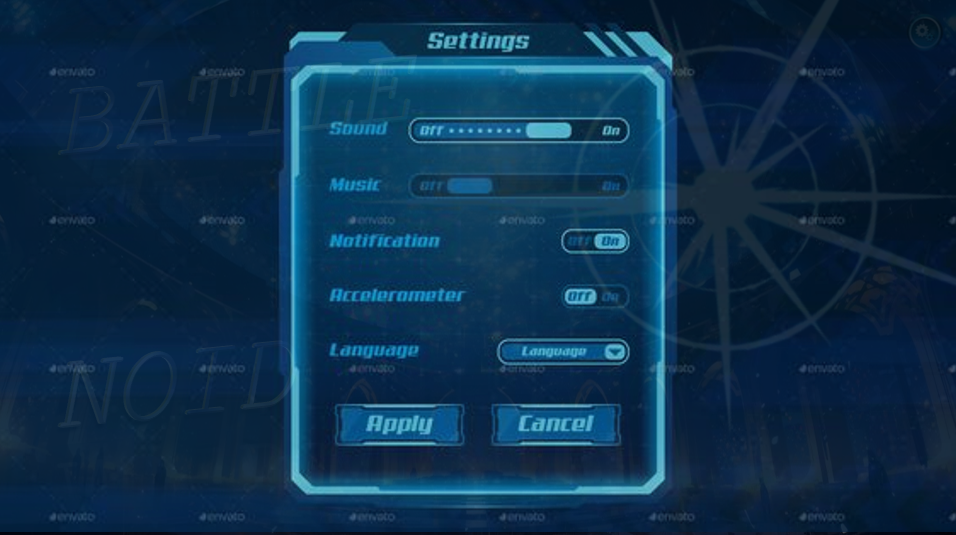 Settings
BATTLE
Sound Off On
Music Off On
Notification Off On
Accelerometer Off On
Language Language
NOID
Apply Cancel
envato envato envato envato envato envato
envato envato envato envato envato envato
envato envato envato envato envato envato
envato envato envato envato envato envato